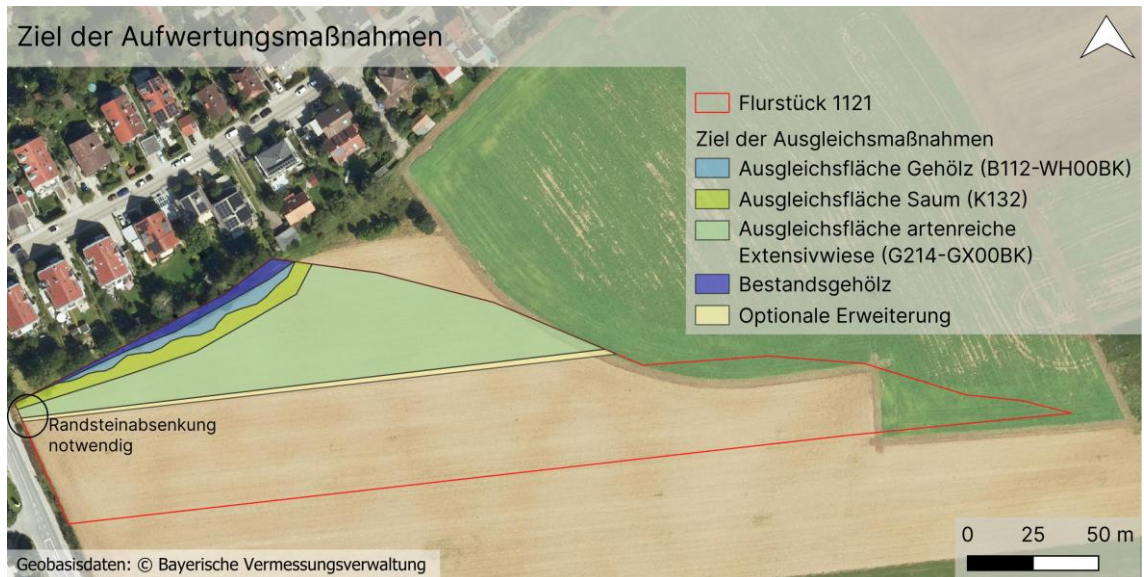 Ziel der Aufwertungsmaßnahmen
Flurstück 1121
Ziel der Ausgleichsmaßnahmen
Ausgleichsfläche Gehölz (B112-WH00BK)
Ausgleichsfläche Saum (K132)
Ausgleichsfläche artenreiche
Extensivwiese (G214-GX00BK)
Bestandsgehölz
Optionale Erweiterung
Randsteinabsenkung
notwendig
0 25 50 m
Geobasisdaten: © Bayerische Vermessungsverwaltung